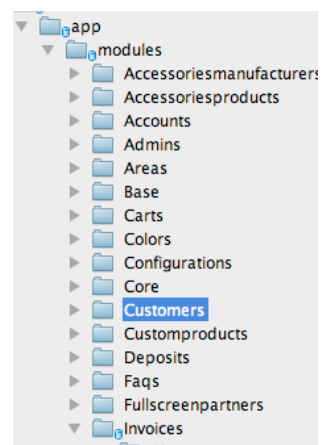 app
modules
Accessoriesmanufacturers
Accessoriesproducts
Accounts
Admins
Areas
Base
Carts
Colors
Configurations
Core
Customers
Customproducts
Deposits
Faqs
Fullscreenpartners
Invoices